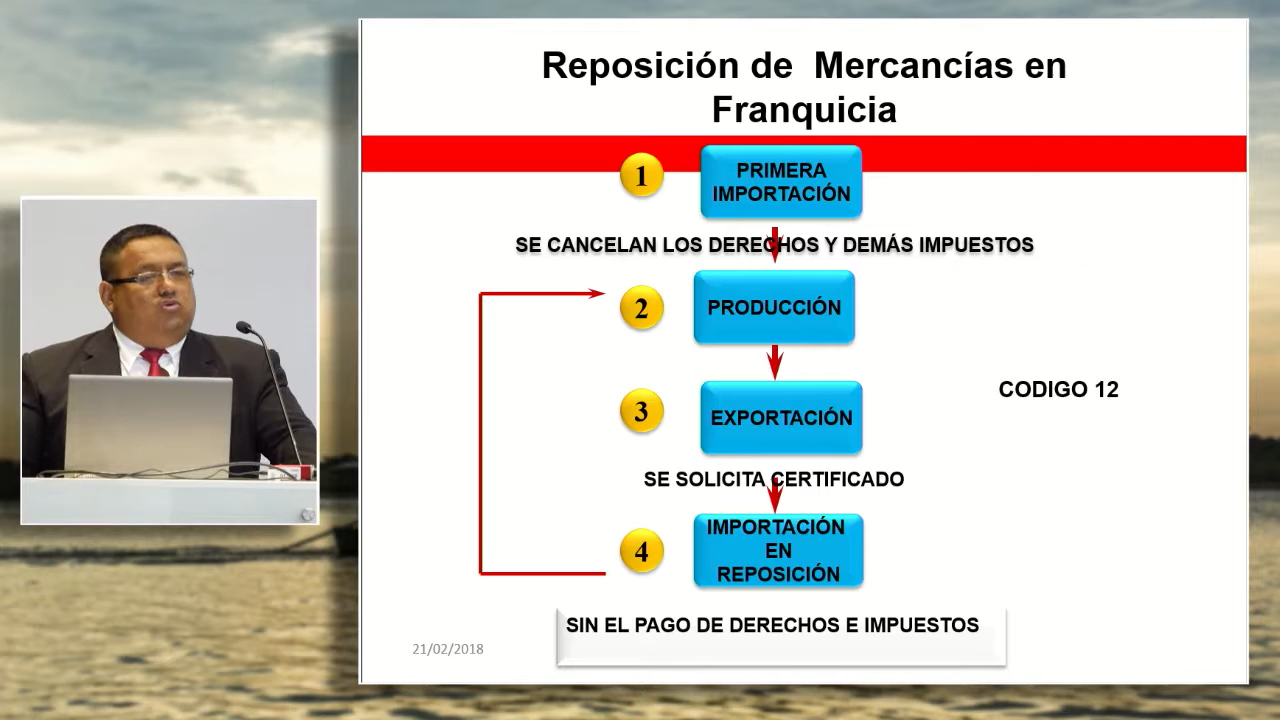 Reposición de Mercancías en
Franquicia
1
PRIMERA
IMPORTACIÓN
SE CANCELAN LOS DERECHOS Y DEMÁS IMPUESTOS
2
PRODUCCIÓN
CODIGO 12
3
EXPORTACIÓN
SE SOLICITA CERTIFICADO
4
IMPORTACIÓN
EN
REPOSICIÓN
SIN EL PAGO DE DERECHOS E IMPUESTOS
21/02/2018